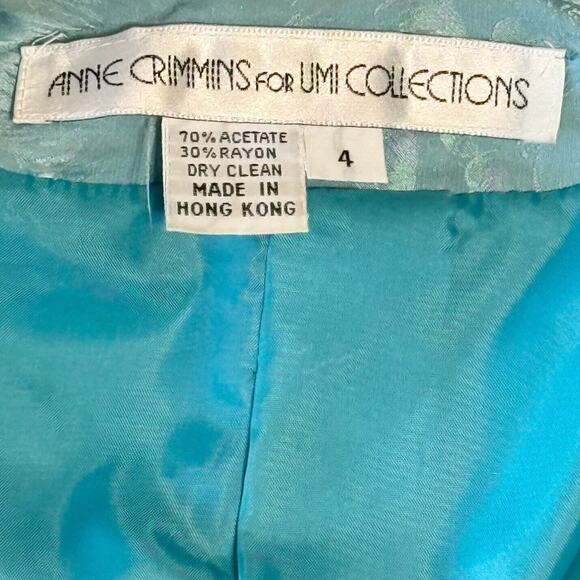 ANNE CRIMMINS FOR UMI COLLECTIONS
70% ACETATE
30% RAYON
DRY CLEAN
MADE IN
HONG KONG
4